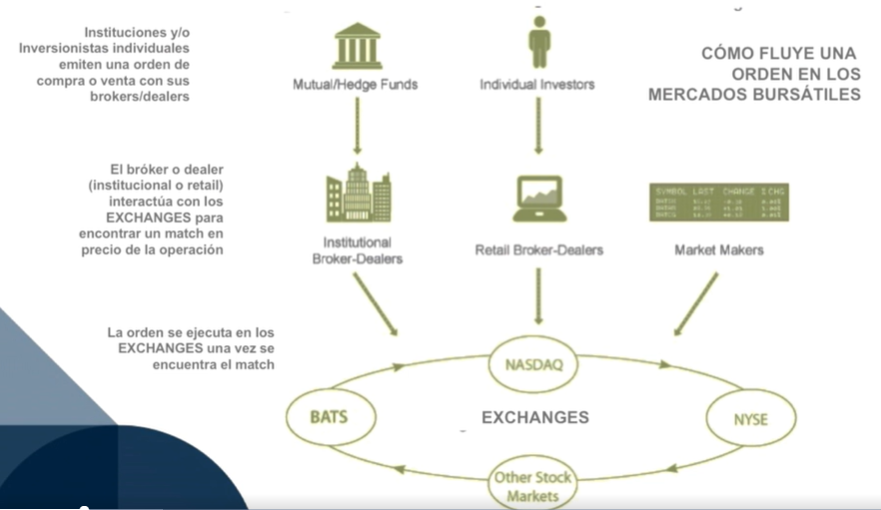 Instituciones y/o
Inversionistas individuales
emiten una orden de
compra o venta con sus
brokers/dealers
Mutual/Hedge Funds
Individual Investors
CÓMO FLUYE UNA
ORDEN EN LOS
MERCADOS BURSÁTILES
El bróker o dealer
(institucional o retail)
interactúa con los
EXCHANGES para
encontrar un match en
precio de la operación
Institutional
Broker-Dealers
Retail Broker-Dealers
SYMBOL LAST CHANGE % CHG
Market Makers
La orden se ejecuta en los
EXCHANGES una vez se
encuentra el match
NASDAQ
BATS
EXCHANGES
NYSE
Other Stock
Markets